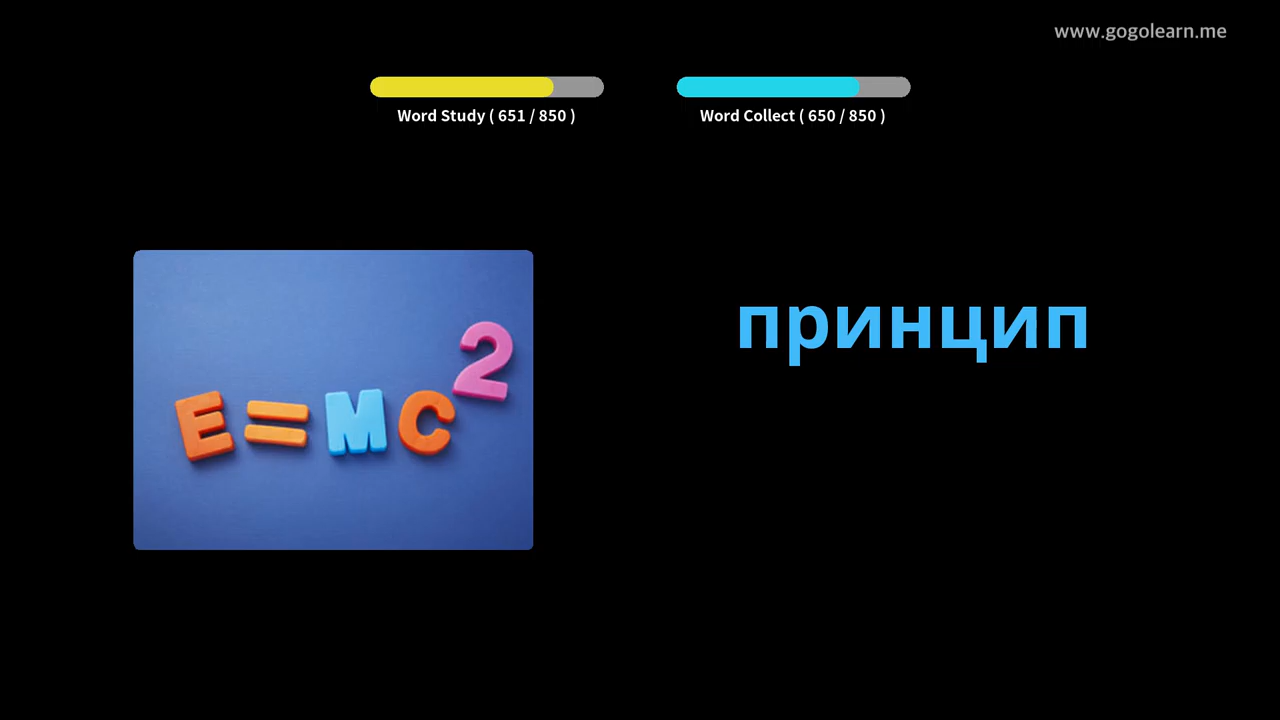 www.gogolearn.me
Word Study ( 651 / 850 )
Word Collect ( 650 / 850 )
E=MC²
принцип